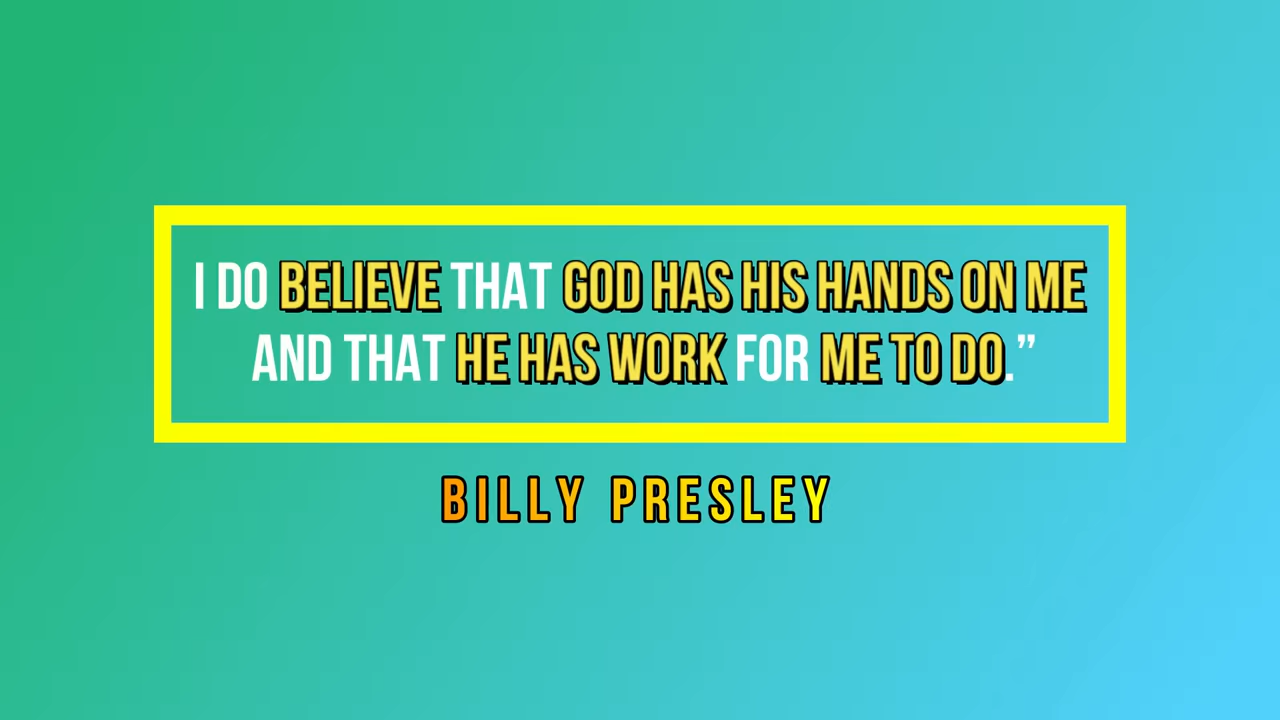 I DO BELIEVE THAT GOD HAS HIS HANDS ON ME
AND THAT HE HAS WORK FOR ME TO DO.”
BILLY PRESLEY